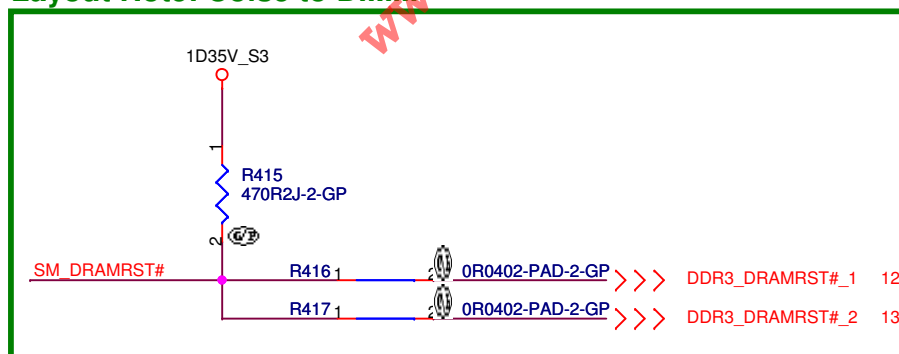 1D35V_S3
1
R415
470R2J-2-GP
2
SM_DRAMRST#
R416 1 2 0R0402-PAD-2-GP DDR3_DRAMRST#_1 12
R417 1 2 0R0402-PAD-2-GP DDR3_DRAMRST#_2 13